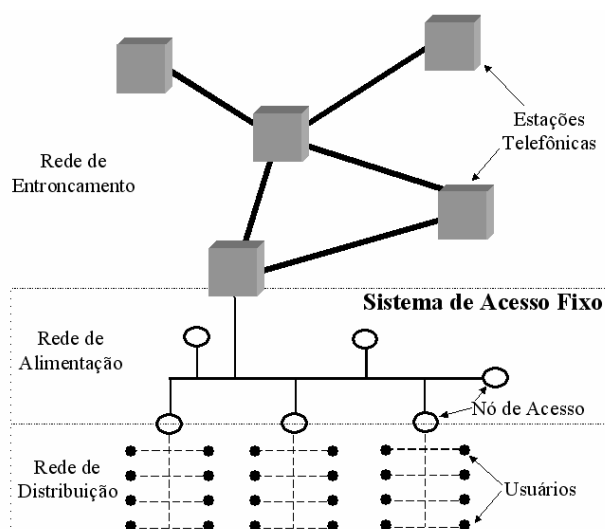 Estações
Telefônicas
Rede de
Entroncamento
Sistema de Acesso Fixo
Rede de
Alimentação
Nó de Acesso
Rede de
Distribuição
Usuários